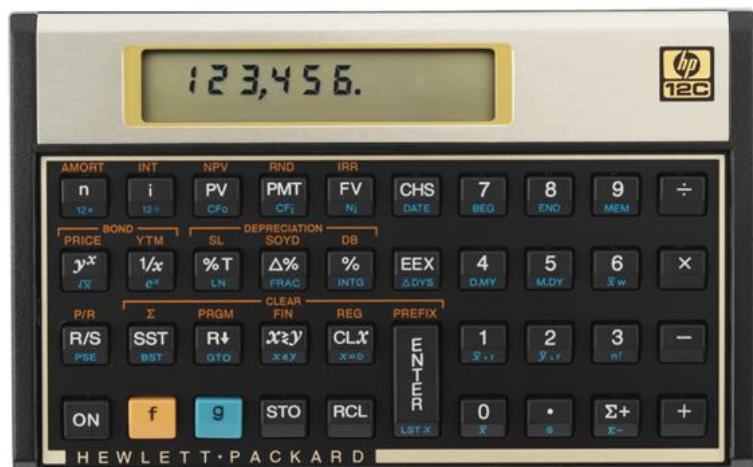 123,456.
hp
12C
AMORT INT NPV RND IRR
n i PV PMT FV CHS 7 8 9 ÷
12× 12÷ CFo CFj Nj DATE BEG END MEM
BOND DEPRECIATION
PRICE YTM SL SOYD DB
yˣ 1/x %T Δ% % EEX 4 5 6 ×
√x eˣ LN FRAC INTG ΔDYS D.MY M.DY x̄w
CLEAR
P/R Σ PRGM FIN REG PREFIX
R/S SST R↓ x≷y CLx ENTER 1 2 3 −
PSE BST GTO x≤y x=0 x̂,r ŷ,r n!
ON f g STO RCL 0 • Σ+ +
LST x x̄ s Σ−
HEWLETT·PACKARD